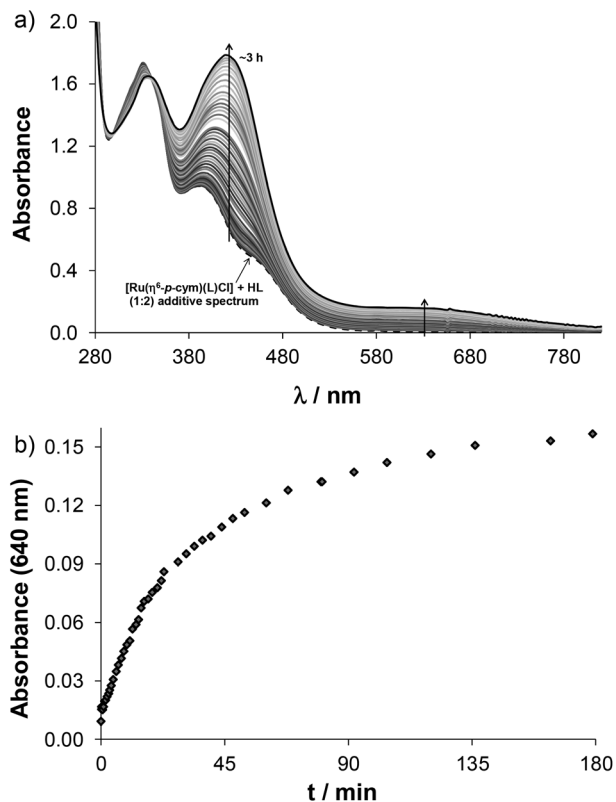 a)
2.0
1.6
1.2
0.8
0.4
0.0
Absorbance
~3 h
[Ru(η⁶-p-cym)(L)Cl] + HL
(1:2) additive spectrum
280 380 480 580 680 780
λ / nm
b)
0.15
0.12
0.09
0.06
0.03
0.00
Absorbance (640 nm)
0 45 90 135 180
t / min